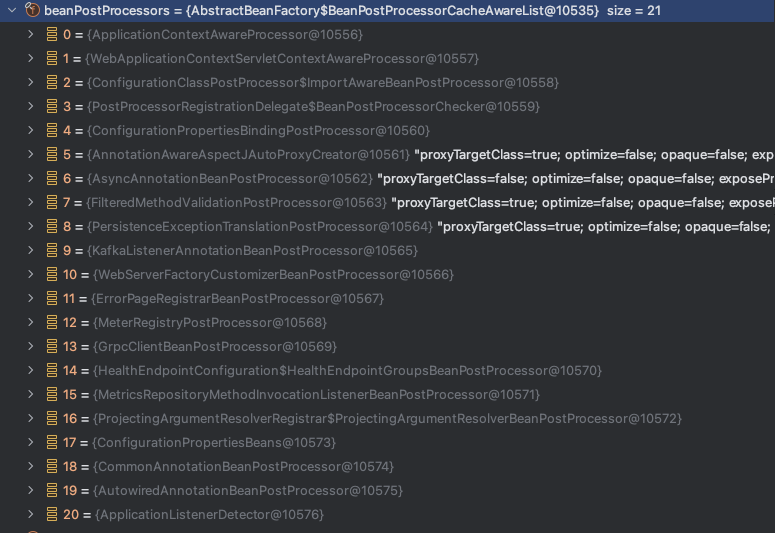 beanPostProcessors = {AbstractBeanFactory$BeanPostProcessorCacheAwareList@10535} size = 21
0 = {ApplicationContextAwareProcessor@10556}
1 = {WebApplicationContextServletContextAwareProcessor@10557}
2 = {ConfigurationClassPostProcessor$ImportAwareBeanPostProcessor@10558}
3 = {PostProcessorRegistrationDelegate$BeanPostProcessorChecker@10559}
4 = {ConfigurationPropertiesBindingPostProcessor@10560}
5 = {AnnotationAwareAspectJAutoProxyCreator@10561} "proxyTargetClass=true; optimize=false; opaque=false; exp
6 = {AsyncAnnotationBeanPostProcessor@10562} "proxyTargetClass=false; optimize=false; opaque=false; exposePr
7 = {FilteredMethodValidationPostProcessor@10563} "proxyTargetClass=true; optimize=false; opaque=false; exposeP
8 = {PersistenceExceptionTranslationPostProcessor@10564} "proxyTargetClass=true; optimize=false; opaque=false;
9 = {KafkaListenerAnnotationBeanPostProcessor@10565}
10 = {WebServerFactoryCustomizerBeanPostProcessor@10566}
11 = {ErrorPageRegistrarBeanPostProcessor@10567}
12 = {MeterRegistryPostProcessor@10568}
13 = {GrpcClientBeanPostProcessor@10569}
14 = {HealthEndpointConfiguration$HealthEndpointGroupsBeanPostProcessor@10570}
15 = {MetricsRepositoryMethodInvocationListenerBeanPostProcessor@10571}
16 = {ProjectingArgumentResolverRegistrar$ProjectingArgumentResolverBeanPostProcessor@10572}
17 = {ConfigurationPropertiesBeans@10573}
18 = {CommonAnnotationBeanPostProcessor@10574}
19 = {AutowiredAnnotationBeanPostProcessor@10575}
20 = {ApplicationListenerDetector@10576}